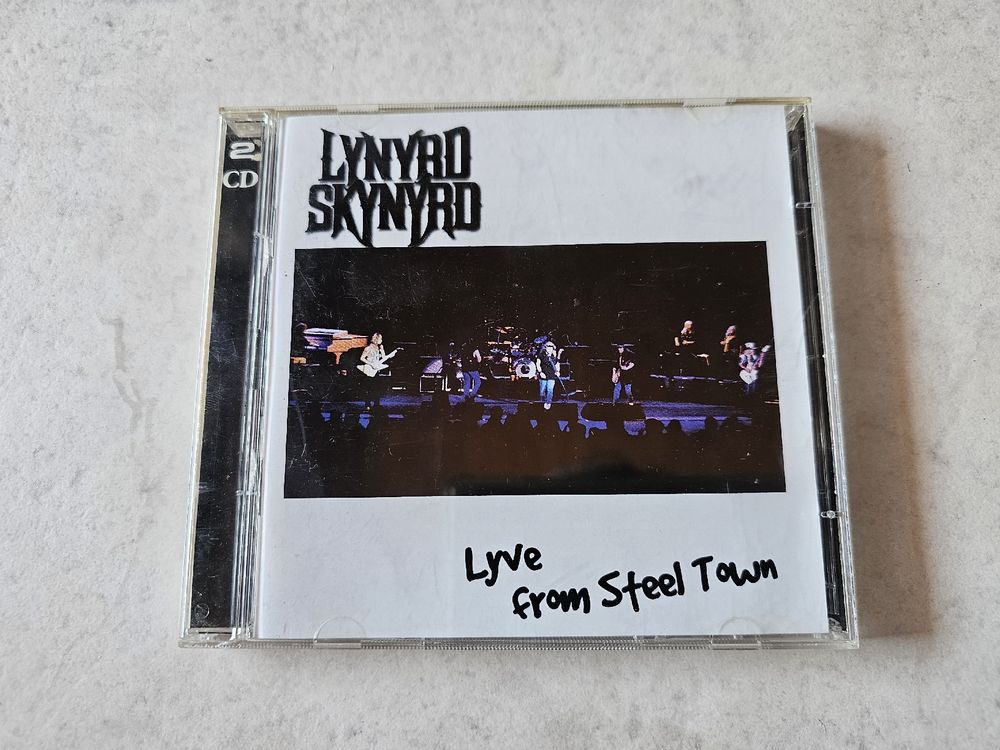 2
CD
LYNYRD
SKYNYRD
Lyve
from Steel Town